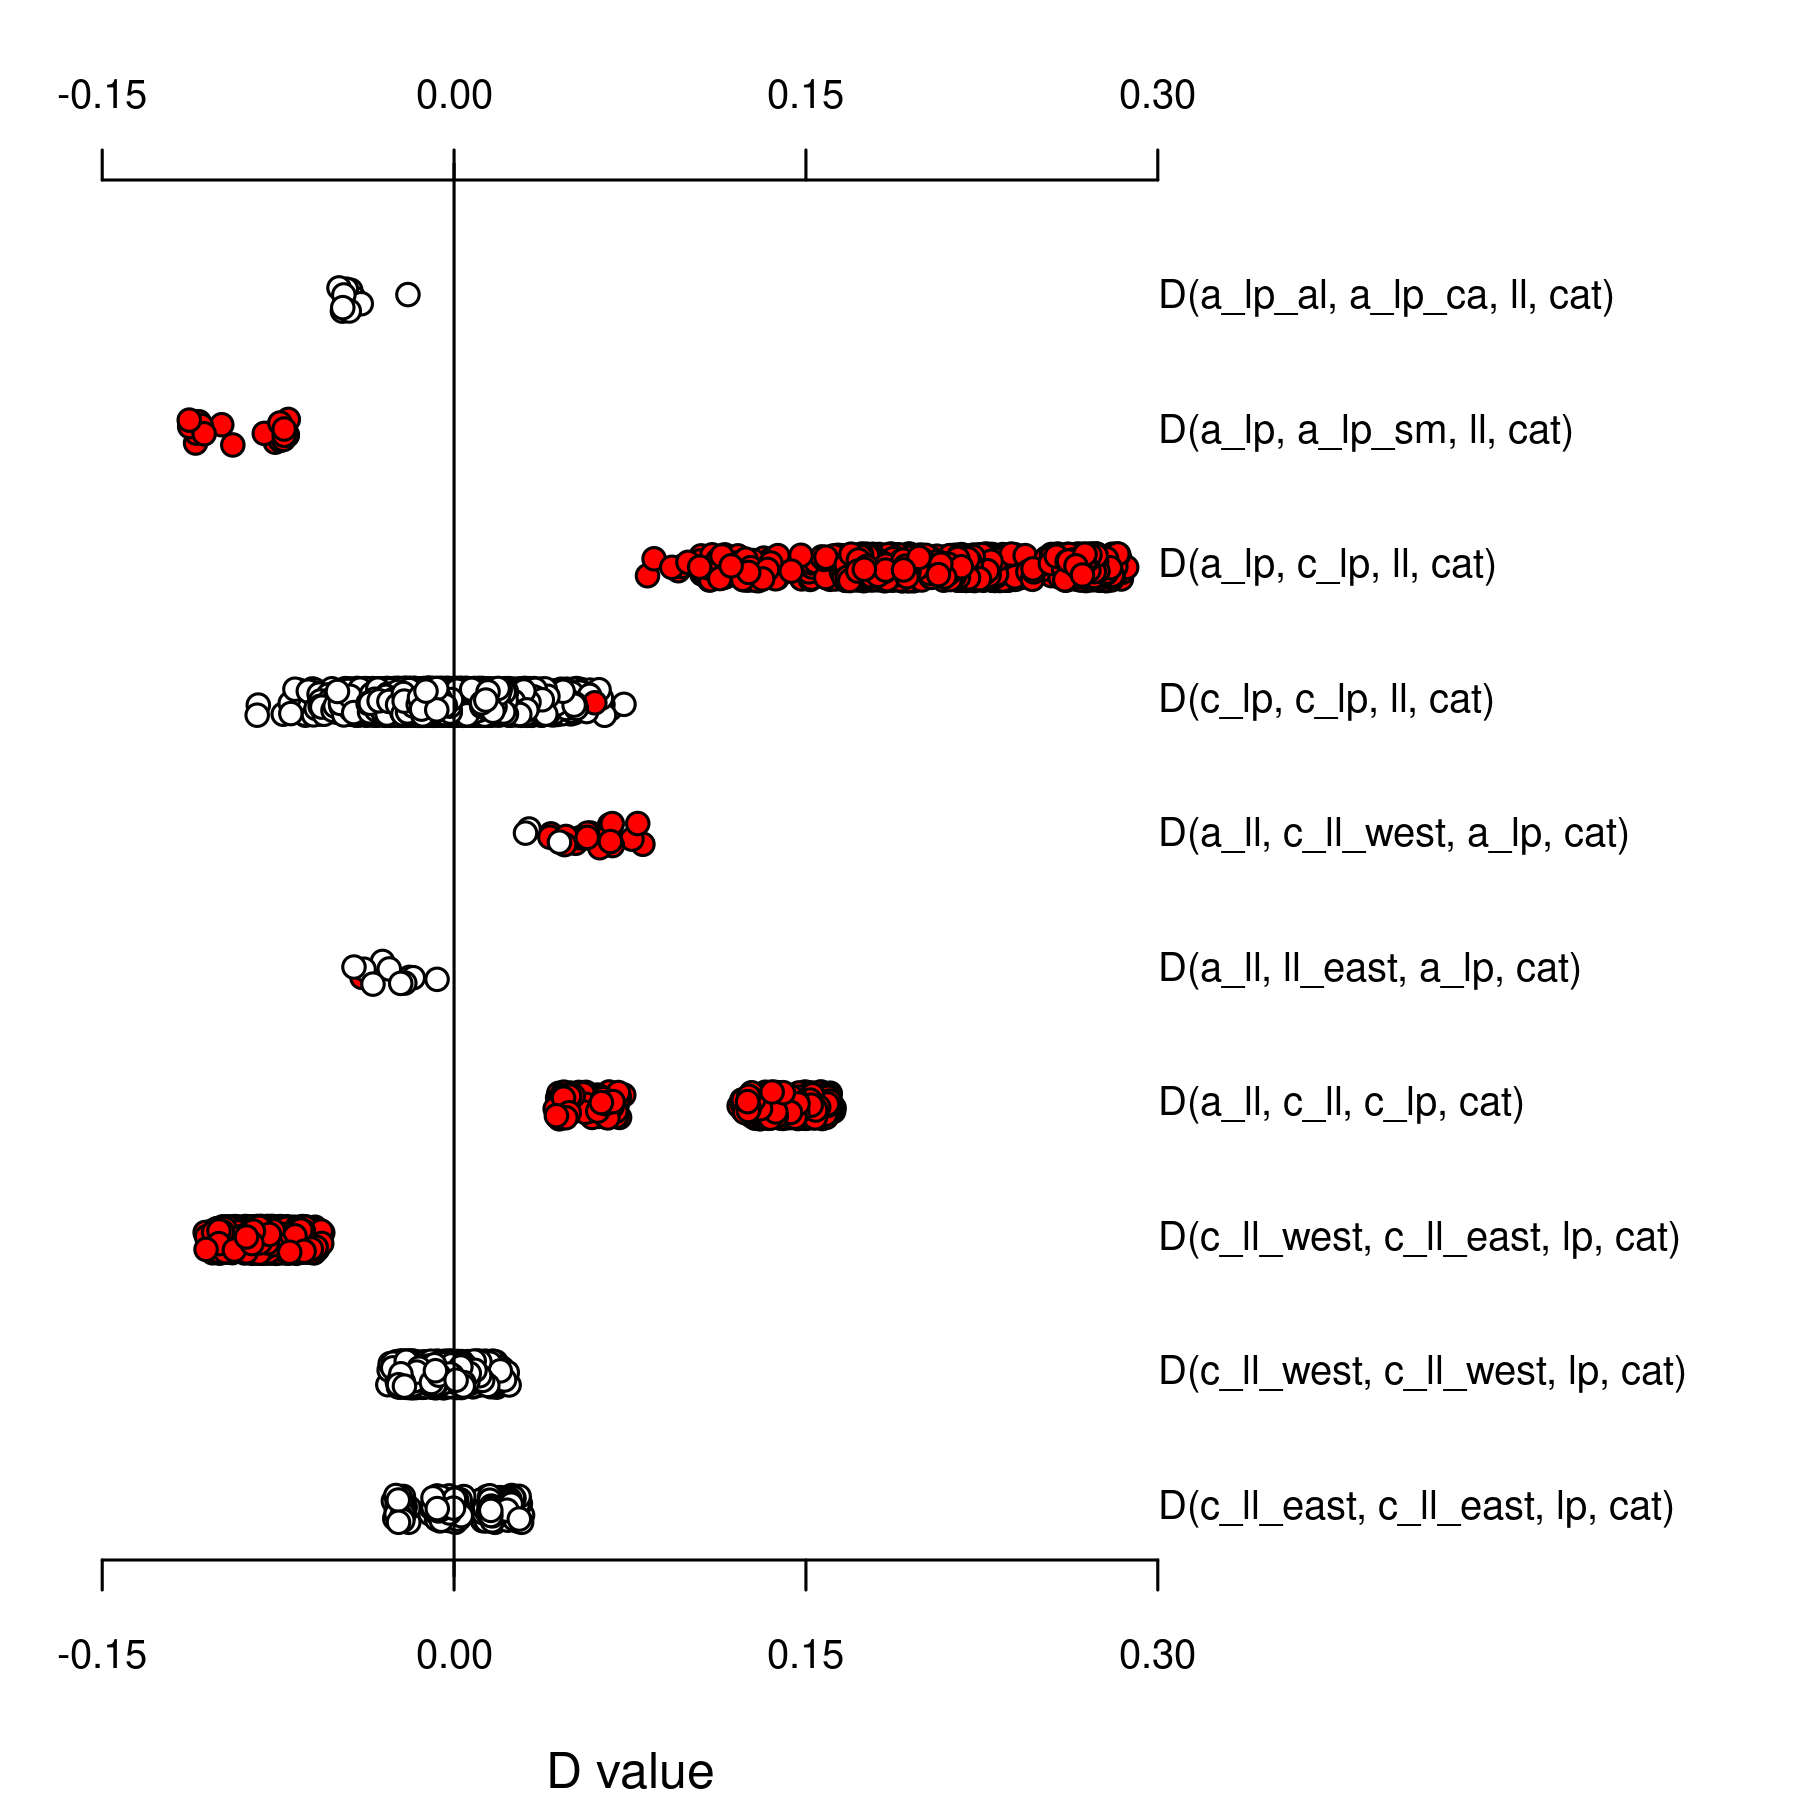 -0.15 0.00 0.15 0.30
D(a_lp_al, a_lp_ca, ll, cat)
D(a_lp, a_lp_sm, ll, cat)
D(a_lp, c_lp, ll, cat)
D(c_lp, c_lp, ll, cat)
D(a_ll, c_ll_west, a_lp, cat)
D(a_ll, ll_east, a_lp, cat)
D(a_ll, c_ll, c_lp, cat)
D(c_ll_west, c_ll_east, lp, cat)
D(c_ll_west, c_ll_west, lp, cat)
D(c_ll_east, c_ll_east, lp, cat)
-0.15 0.00 0.15 0.30
D value